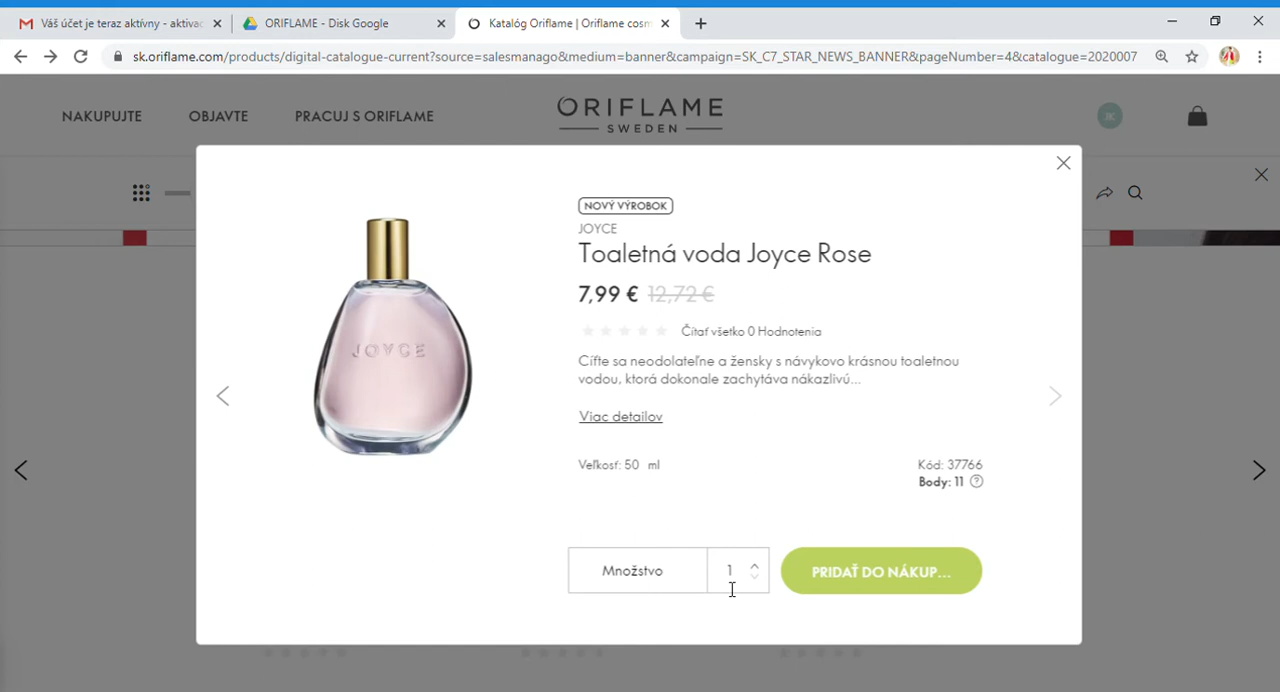 Váš účet je teraz aktívny - aktivac
ORIFLAME - Disk Google
Katalóg Oriflame | Oriflame cosm
sk.oriflame.com/products/digital-catalogue-current?source=salesmanago&medium=banner&campaign=SK_C7_STAR_NEWS_BANNER&pageNumber=4&catalogue=2020007
NAKUPUJTE
OBJAVTE
PRACUJ S ORIFLAME
ORIFLAME
SWEDEN
JK
NOVÝ VÝROBOK
JOYCE
Toaletná voda Joyce Rose
7,99 € 12,72 €
Čítať všetko 0 Hodnotenia
Cíťte sa neodolateľne a žensky s návykovo krásnou toaletnou
vodou, ktorá dokonale zachytáva nákazlivú...
Viac detailov
Veľkosť: 50 ml
Kód: 37766
Body: 11 ?
JOYCE
Množstvo
1
PRIDAŤ DO NÁKUP...